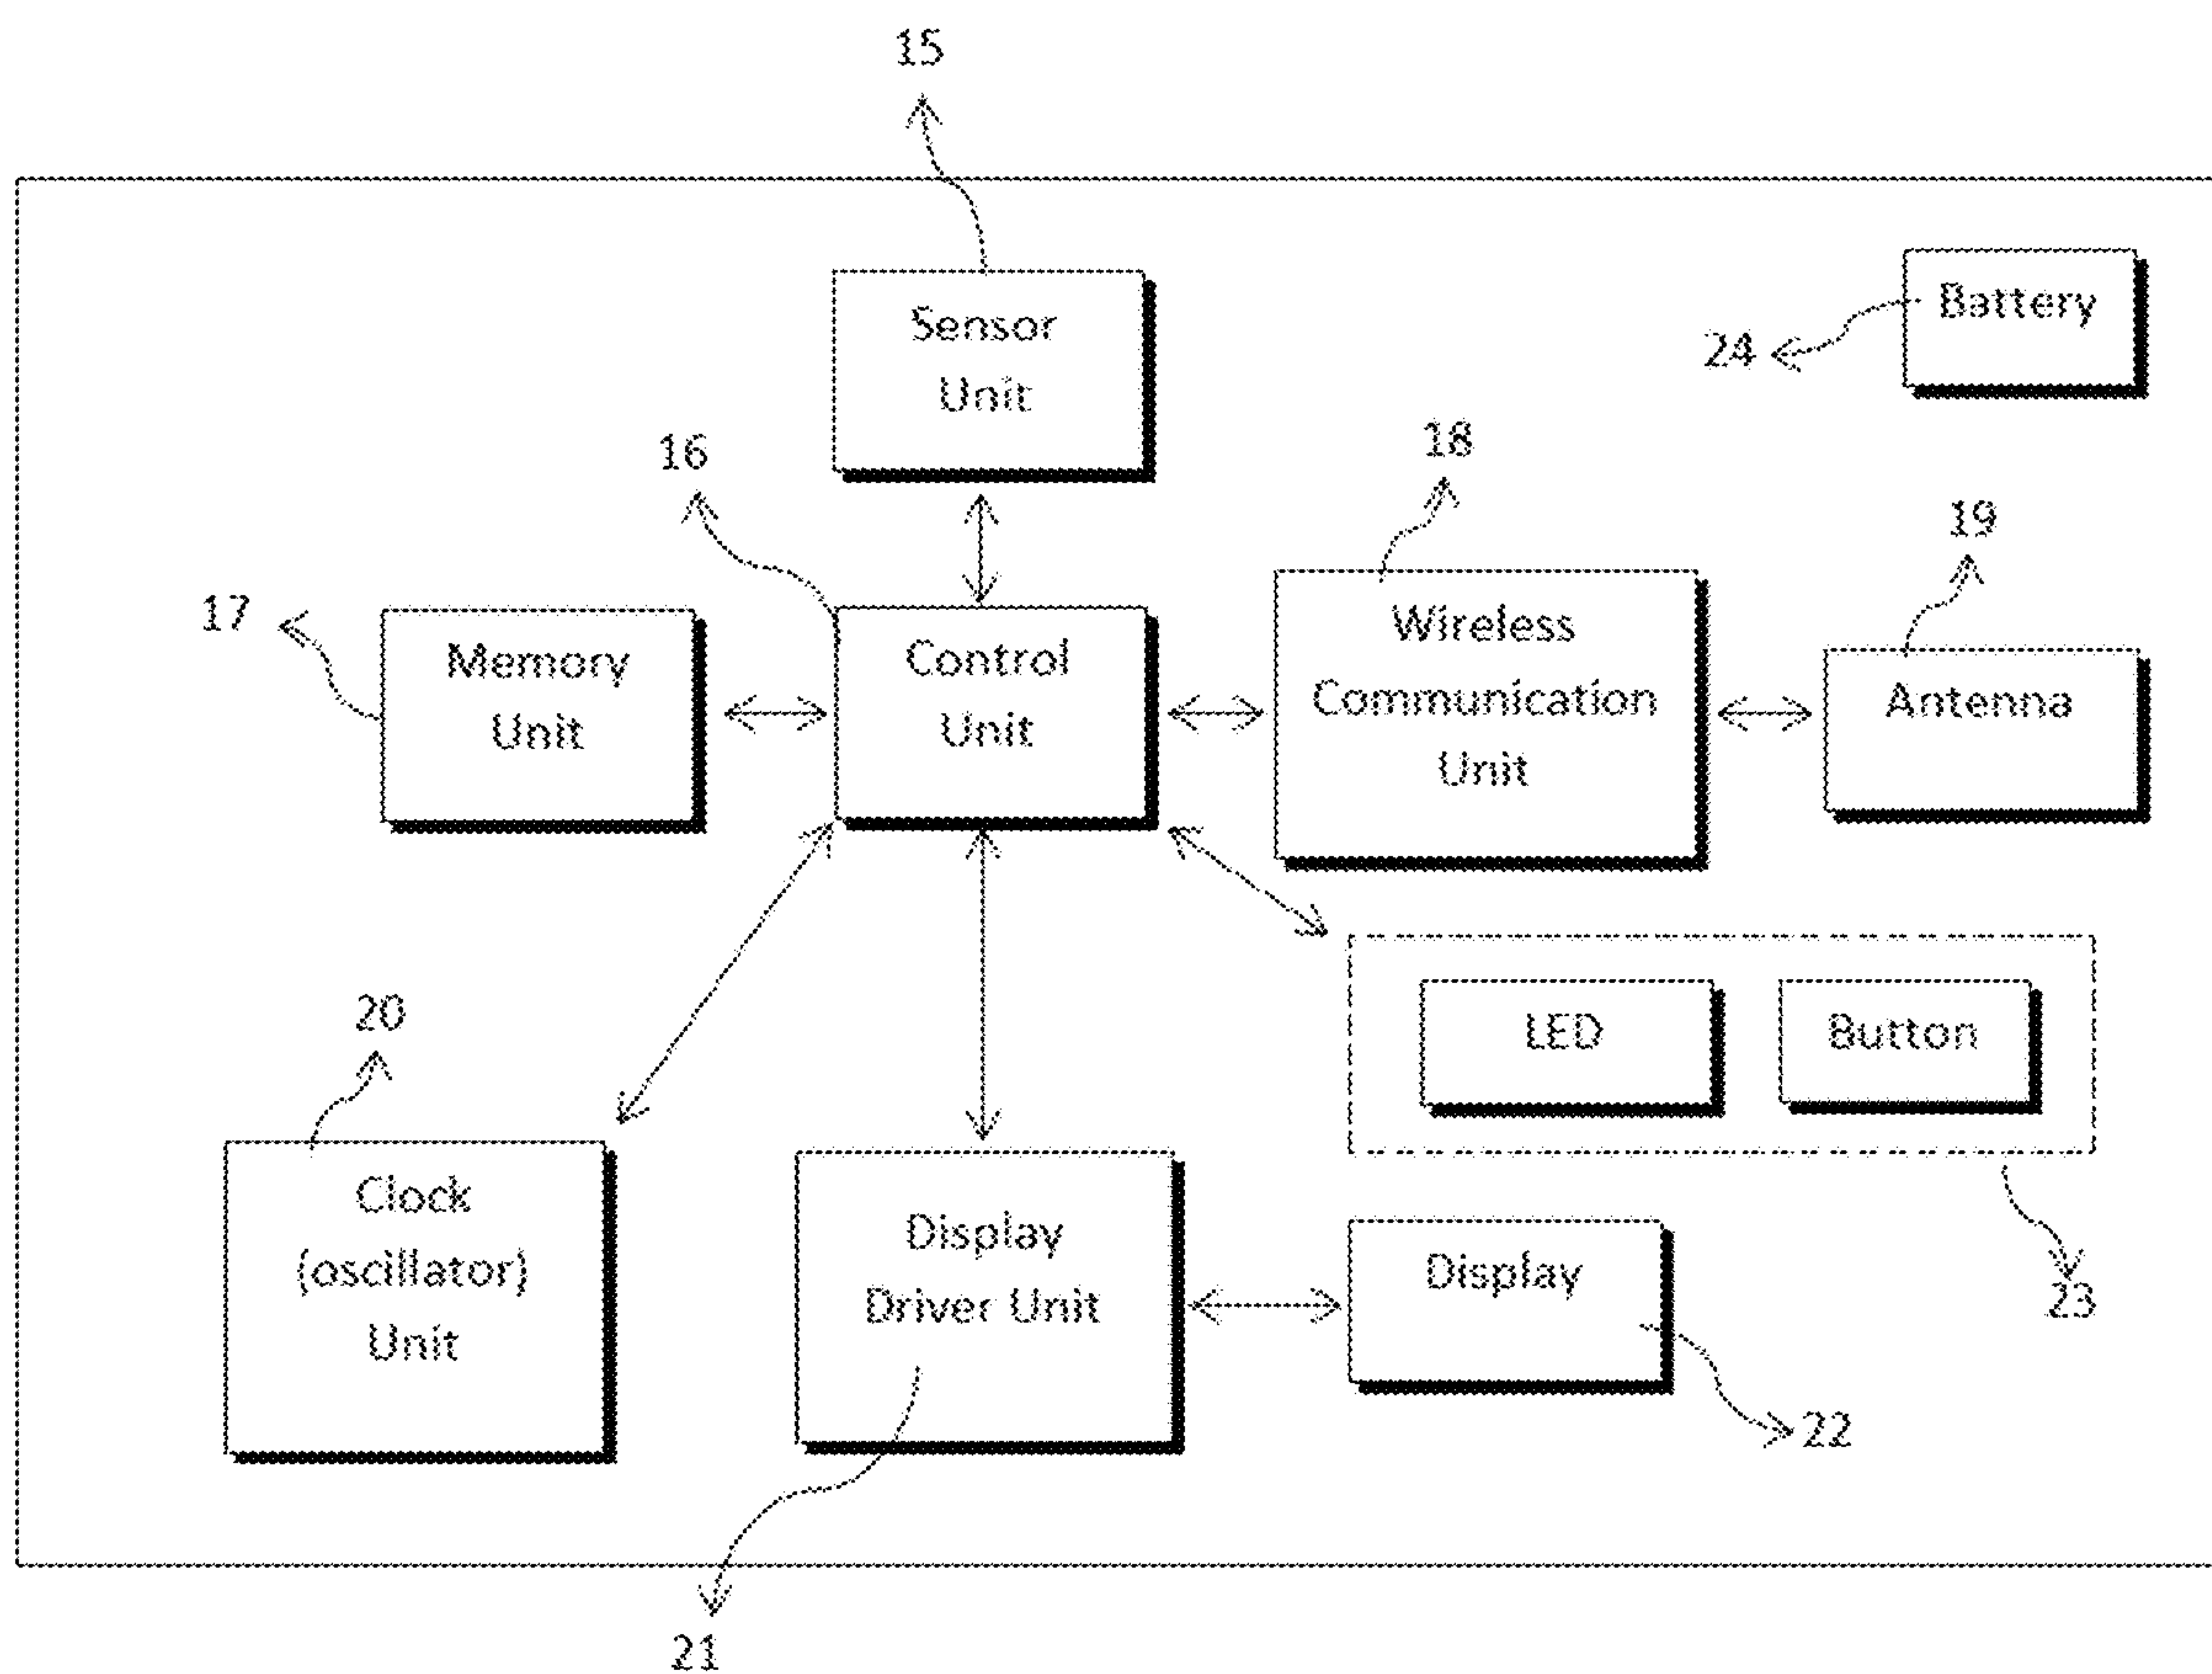 15
Sensor
Unit
Battery
24
16
18
19
17
Memory
Unit
Control
Unit
Wireless
Communication
Unit
Antenna
20
LED
Button
Clock
(oscillator)
Unit
Display
Driver Unit
Display
23
22
21